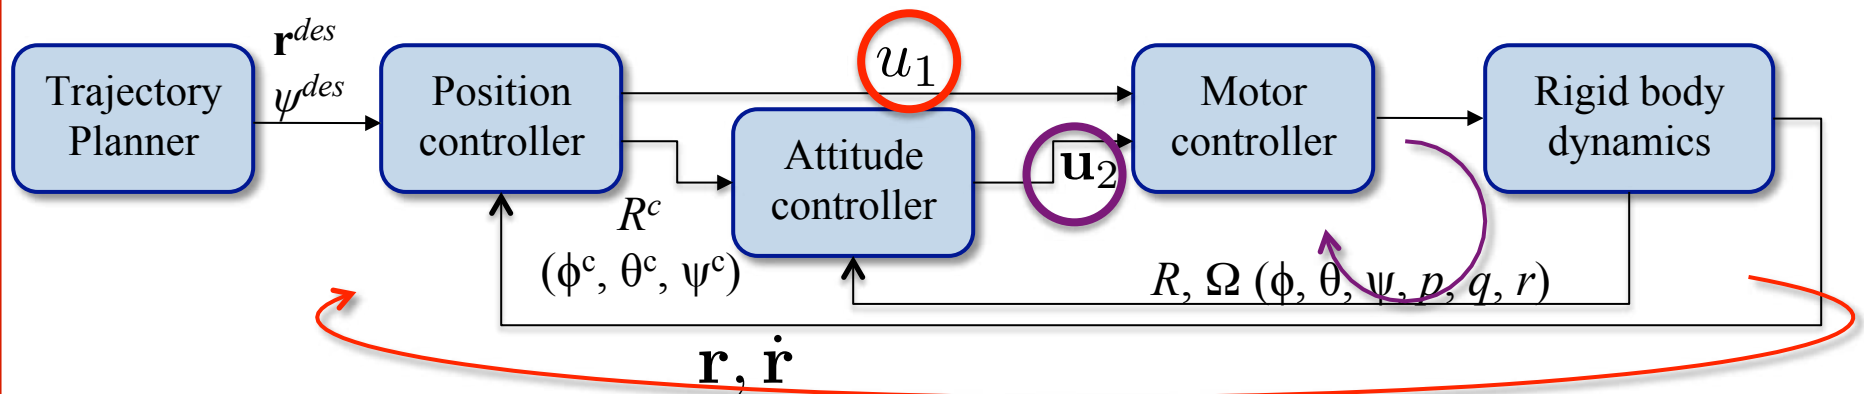 Trajectory
Planner
r^des
ψ^des
Position
controller
u₁
R^c
(ϕ^c, θ^c, ψ^c)
Attitude
controller
u₂
Motor
controller
Rigid body
dynamics
R, Ω (ϕ, θ, ψ, p, q, r)
r, ṙ